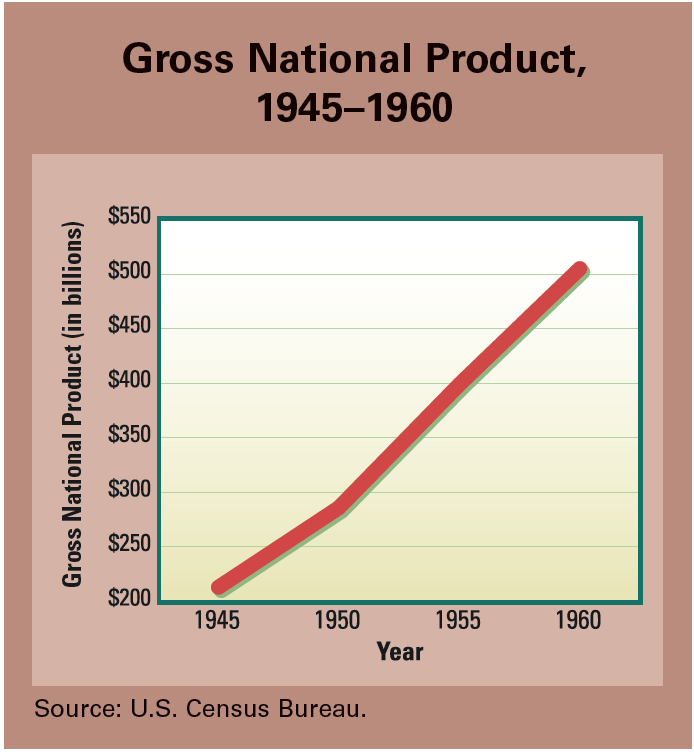 Gross National Product,
1945–1960
Gross National Product (in billions)
$550
$500
$450
$400
$350
$300
$250
$200
1945 1950 1955 1960
Year
Source: U.S. Census Bureau.